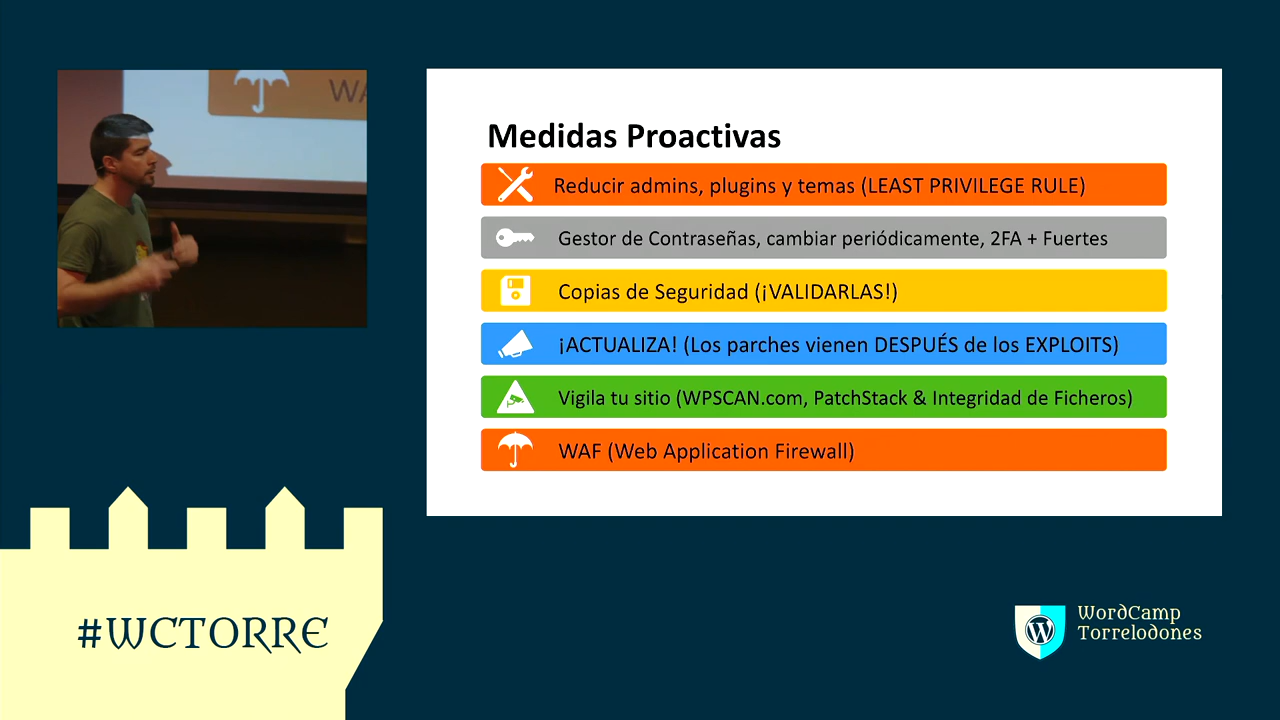 WA
Medidas Proactivas
Reducir admins, plugins y temas (LEAST PRIVILEGE RULE)
Gestor de Contraseñas, cambiar periódicamente, 2FA + Fuertes
Copias de Seguridad (¡VALIDARLAS!)
¡ACTUALIZA! (Los parches vienen DESPUÉS de los EXPLOITS)
Vigila tu sitio (WPSCAN.com, PatchStack & Integridad de Ficheros)
WAF (Web Application Firewall)
#WCTORRE
WordCamp
Torrelodones